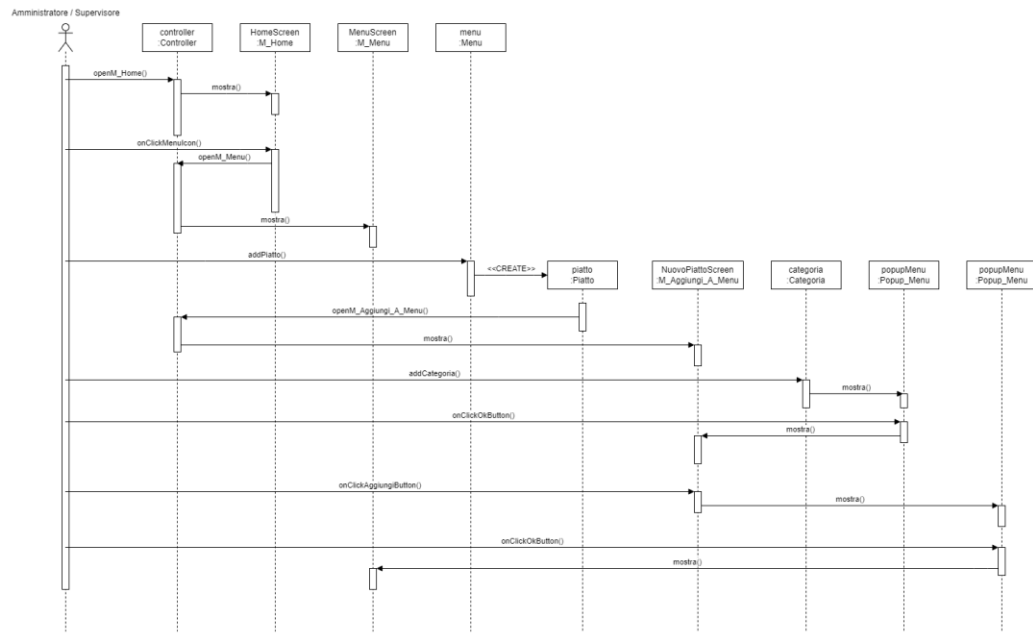 Amministratore / Supervisore
controller
:Controller
HomeScreen
:M_Home
MenuScreen
:M_Menu
menu
:Menu
openM_Home()
mostra()
onClickMenuIcon()
openM_Menu()
mostra()
addPiatto()
<<CREATE>>
piatto
:Piatto
NuovoPiattoScreen
:M_Aggiungi_A_Menu
categoria
:Categoria
popupMenu
:Popup_Menu
popupMenu
:Popup_Menu
openM_Aggiungi_A_Menu()
mostra()
addCategoria()
mostra()
onClickOkButton()
mostra()
onClickAggiungiButton()
mostra()
onClickOkButton()
mostra()